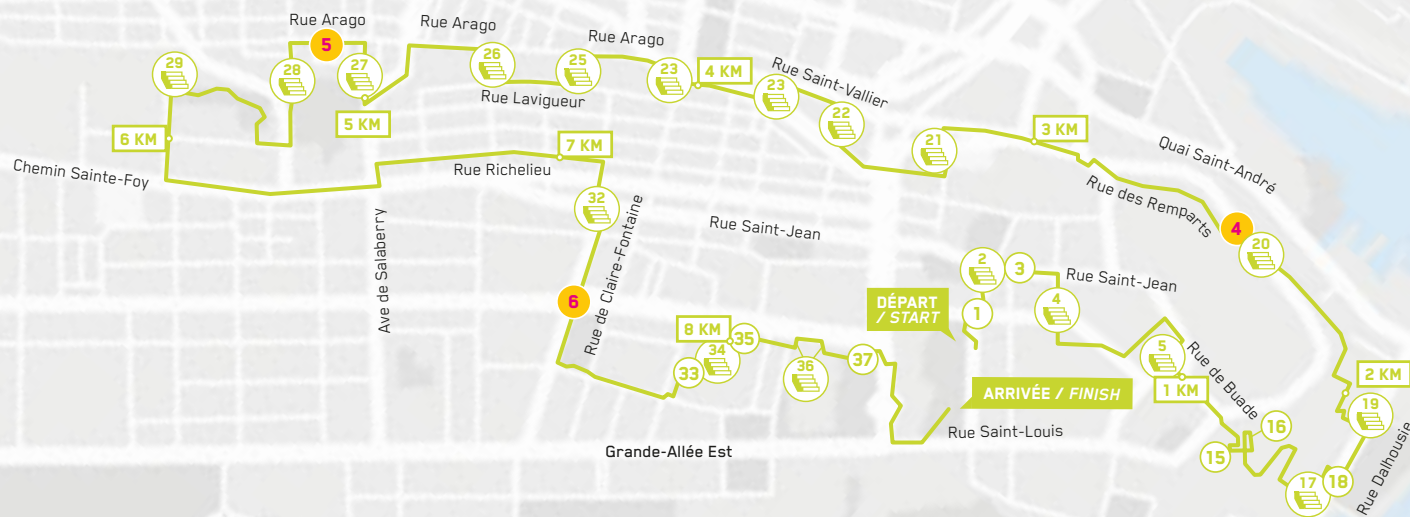 Rue Arago
5
Rue Arago
Rue Arago
29
28
27
26
25
23
4 KM
Rue Saint-Vallier
23
Rue Lavigueur
5 KM
22
6 KM
7 KM
21
3 KM
Quai Saint-André
Chemin Sainte-Foy
Rue Richelieu
Rue des Remparts
32
Rue Saint-Jean
4
20
Ave de Salaberry
Rue de Claire-Fontaine
2
3
Rue Saint-Jean
6
DÉPART
/ START
1
4
8 KM
35
34
33
36
37
5
Rue de Buade
1 KM
2 KM
ARRIVÉE / FINISH
19
Rue Saint-Louis
16
15
Grande-Allée Est
17
18
Rue Dalhousie